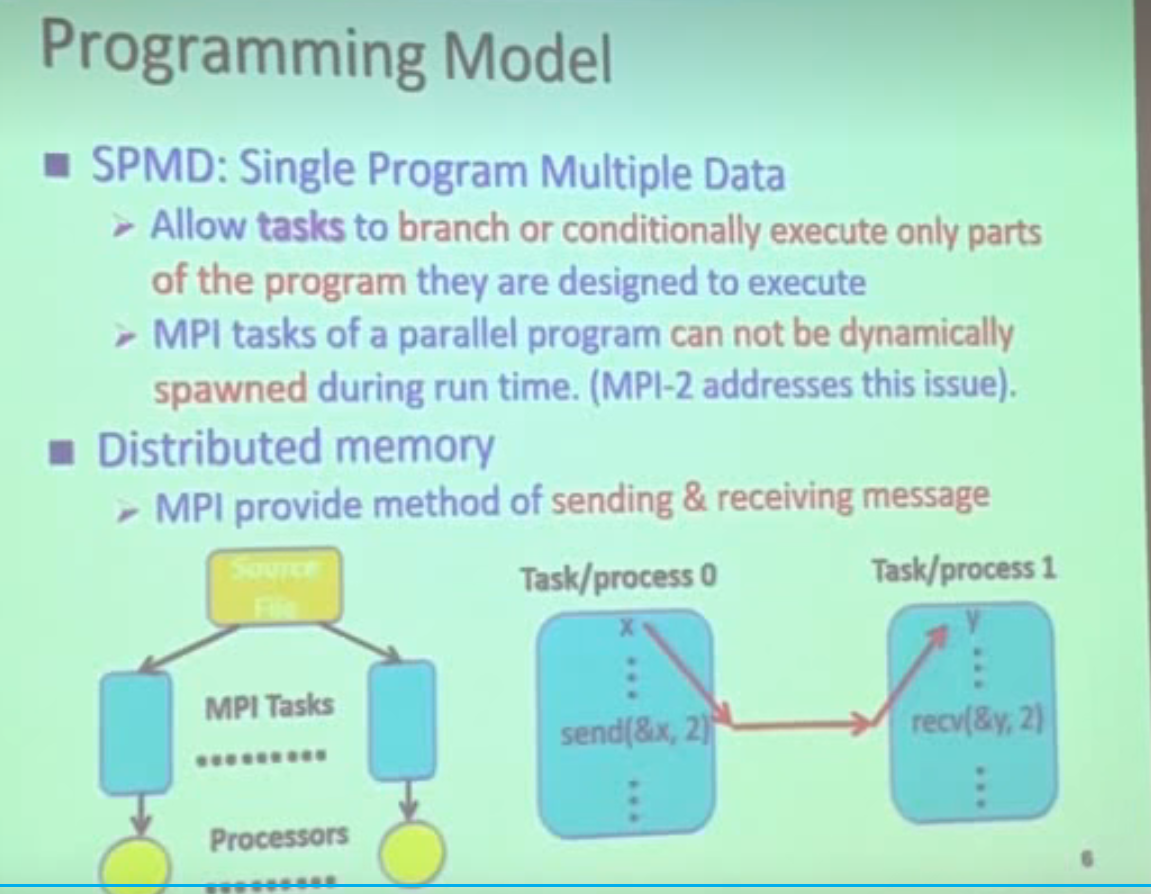 Programming Model
■ SPMD: Single Program Multiple Data
➢ Allow tasks to branch or conditionally execute only parts
of the program they are designed to execute
➢ MPI tasks of a parallel program can not be dynamically
spawned during run time. (MPI-2 addresses this issue).
■ Distributed memory
➢ MPI provide method of sending & receiving message
Source
File
MPI Tasks
.........
Processors
.........
Task/process 0
x
send(&x, 2)
Task/process 1
y
recv(&y, 2)
6